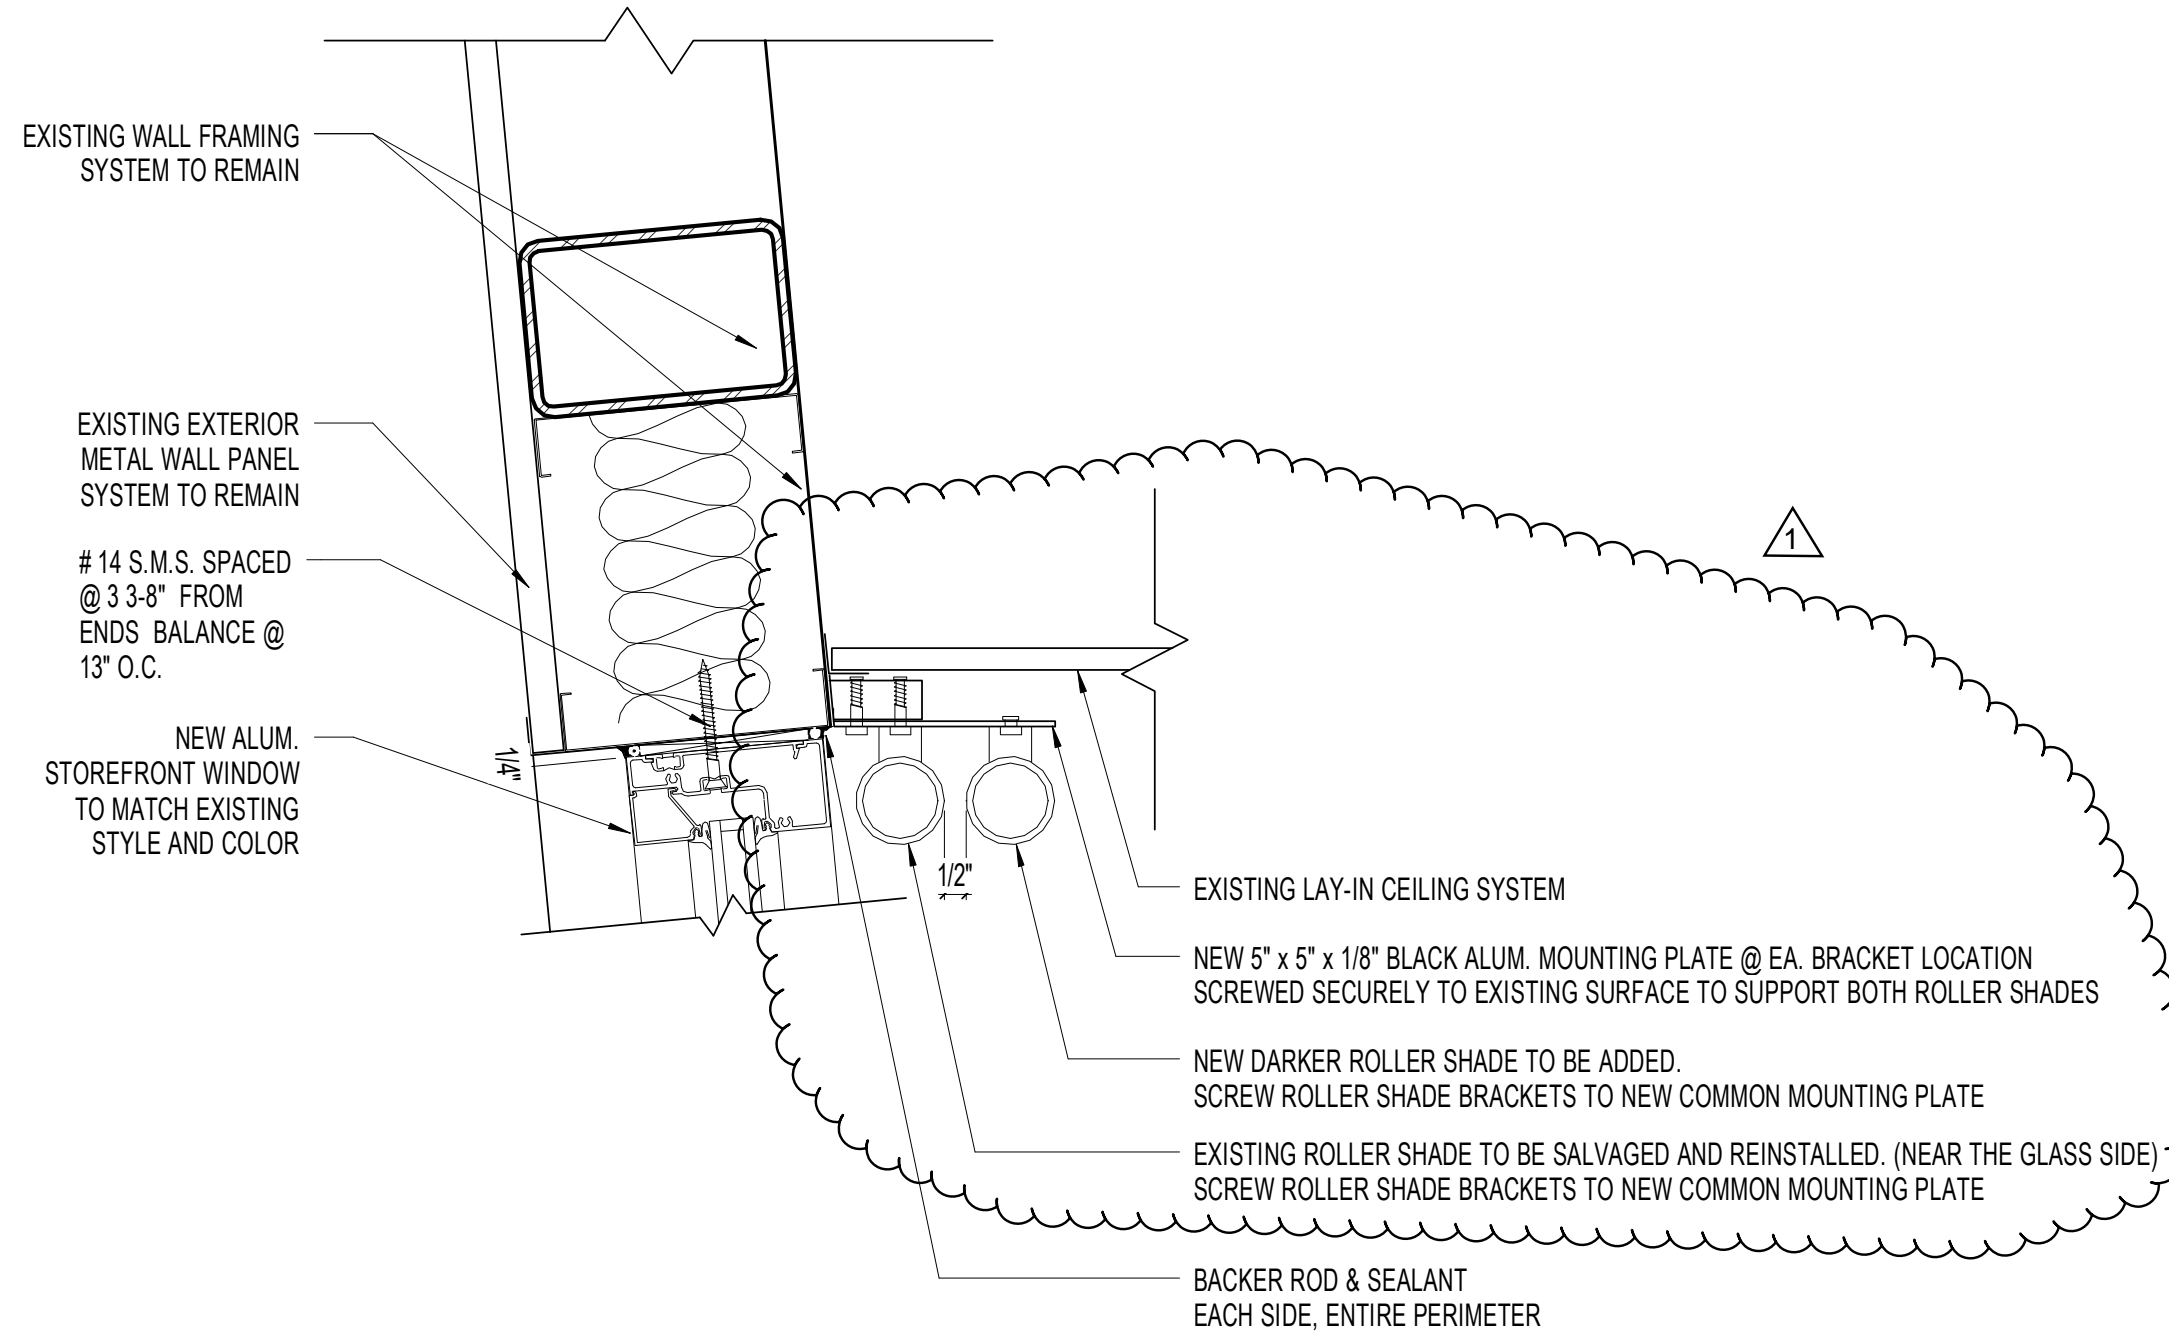 EXISTING WALL FRAMING
SYSTEM TO REMAIN
EXISTING EXTERIOR
METAL WALL PANEL
SYSTEM TO REMAIN
# 14 S.M.S. SPACED
@ 3 3-8" FROM
ENDS BALANCE @
13" O.C.
NEW ALUM.
STOREFRONT WINDOW
TO MATCH EXISTING
STYLE AND COLOR
1/4"
1/2"
1
EXISTING LAY-IN CEILING SYSTEM
NEW 5" x 5" x 1/8" BLACK ALUM. MOUNTING PLATE @ EA. BRACKET LOCATION
SCREWED SECURELY TO EXISTING SURFACE TO SUPPORT BOTH ROLLER SHADES
NEW DARKER ROLLER SHADE TO BE ADDED.
SCREW ROLLER SHADE BRACKETS TO NEW COMMON MOUNTING PLATE
EXISTING ROLLER SHADE TO BE SALVAGED AND REINSTALLED. (NEAR THE GLASS SIDE)
SCREW ROLLER SHADE BRACKETS TO NEW COMMON MOUNTING PLATE
BACKER ROD & SEALANT
EACH SIDE, ENTIRE PERIMETER